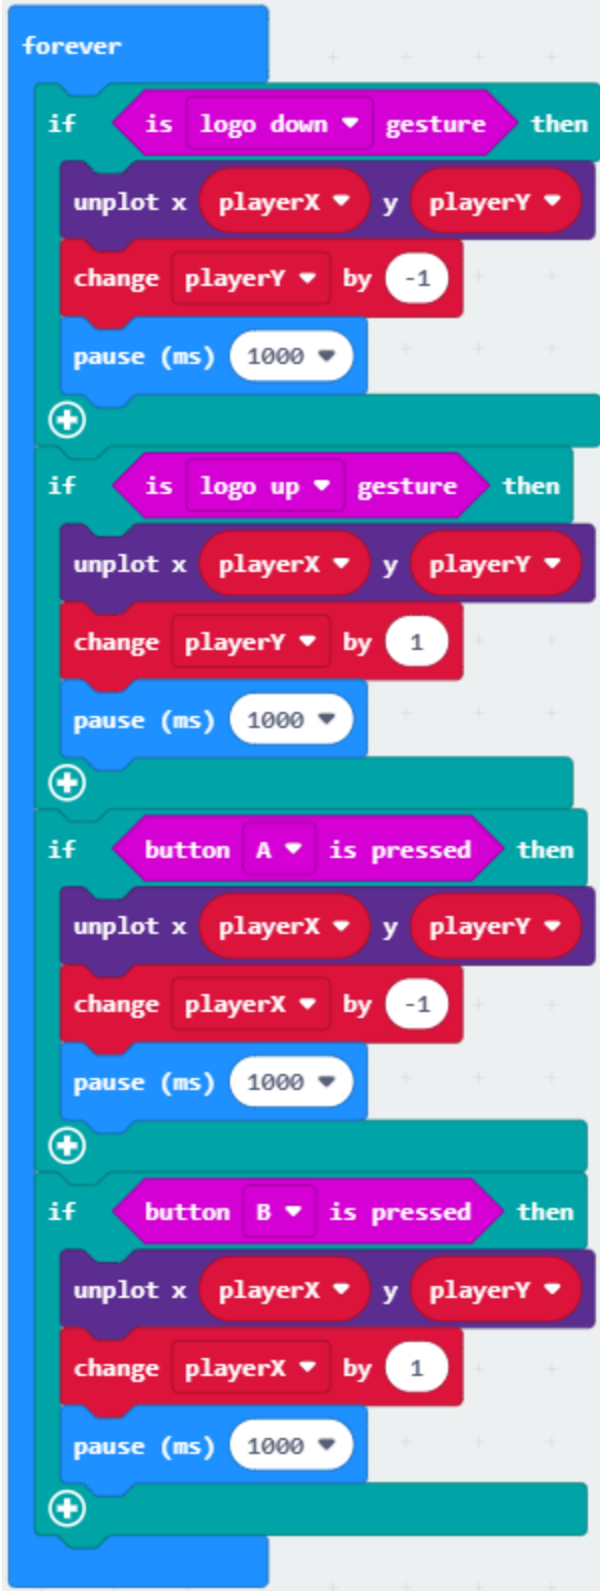 forever
if is logo down gesture then
unplot x playerX y playerY
change playerY by -1
pause (ms) 1000
if is logo up gesture then
unplot x playerX y playerY
change playerY by 1
pause (ms) 1000
if button A is pressed then
unplot x playerX y playerY
change playerX by -1
pause (ms) 1000
if button B is pressed then
unplot x playerX y playerY
change playerX by 1
pause (ms) 1000